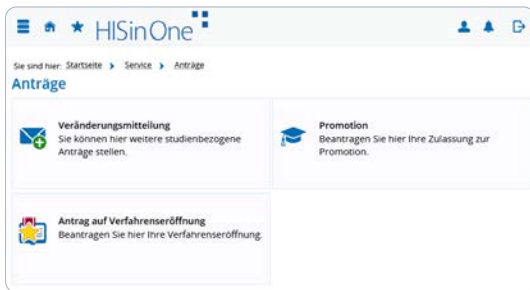 HISinOne
Sie sind hier: Startseite Service Anträge
Anträge
Veränderungsmitteilung
Sie können hier weitere studienbezogene
Anträge stellen.
Promotion
Beantragen Sie hier Ihre Zulassung zur
Promotion.
Antrag auf Verfahrenseröffnung
Beantragen Sie hier Ihre Verfahrenseröffnung.